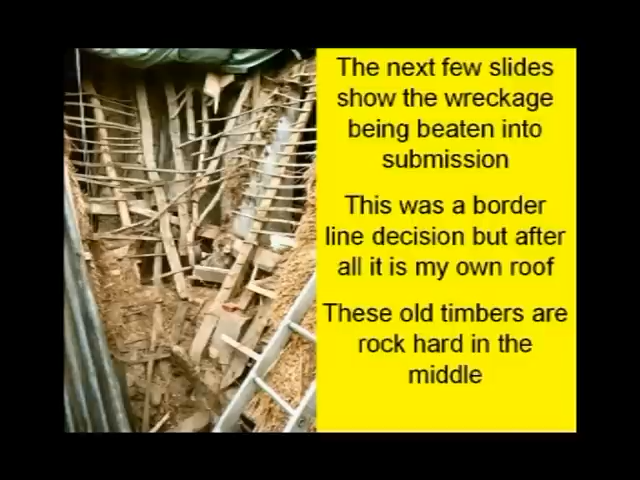 The next few slides
show the wreckage
being beaten into
submission
This was a border
line decision but after
all it is my own roof
These old timbers are
rock hard in the
middle